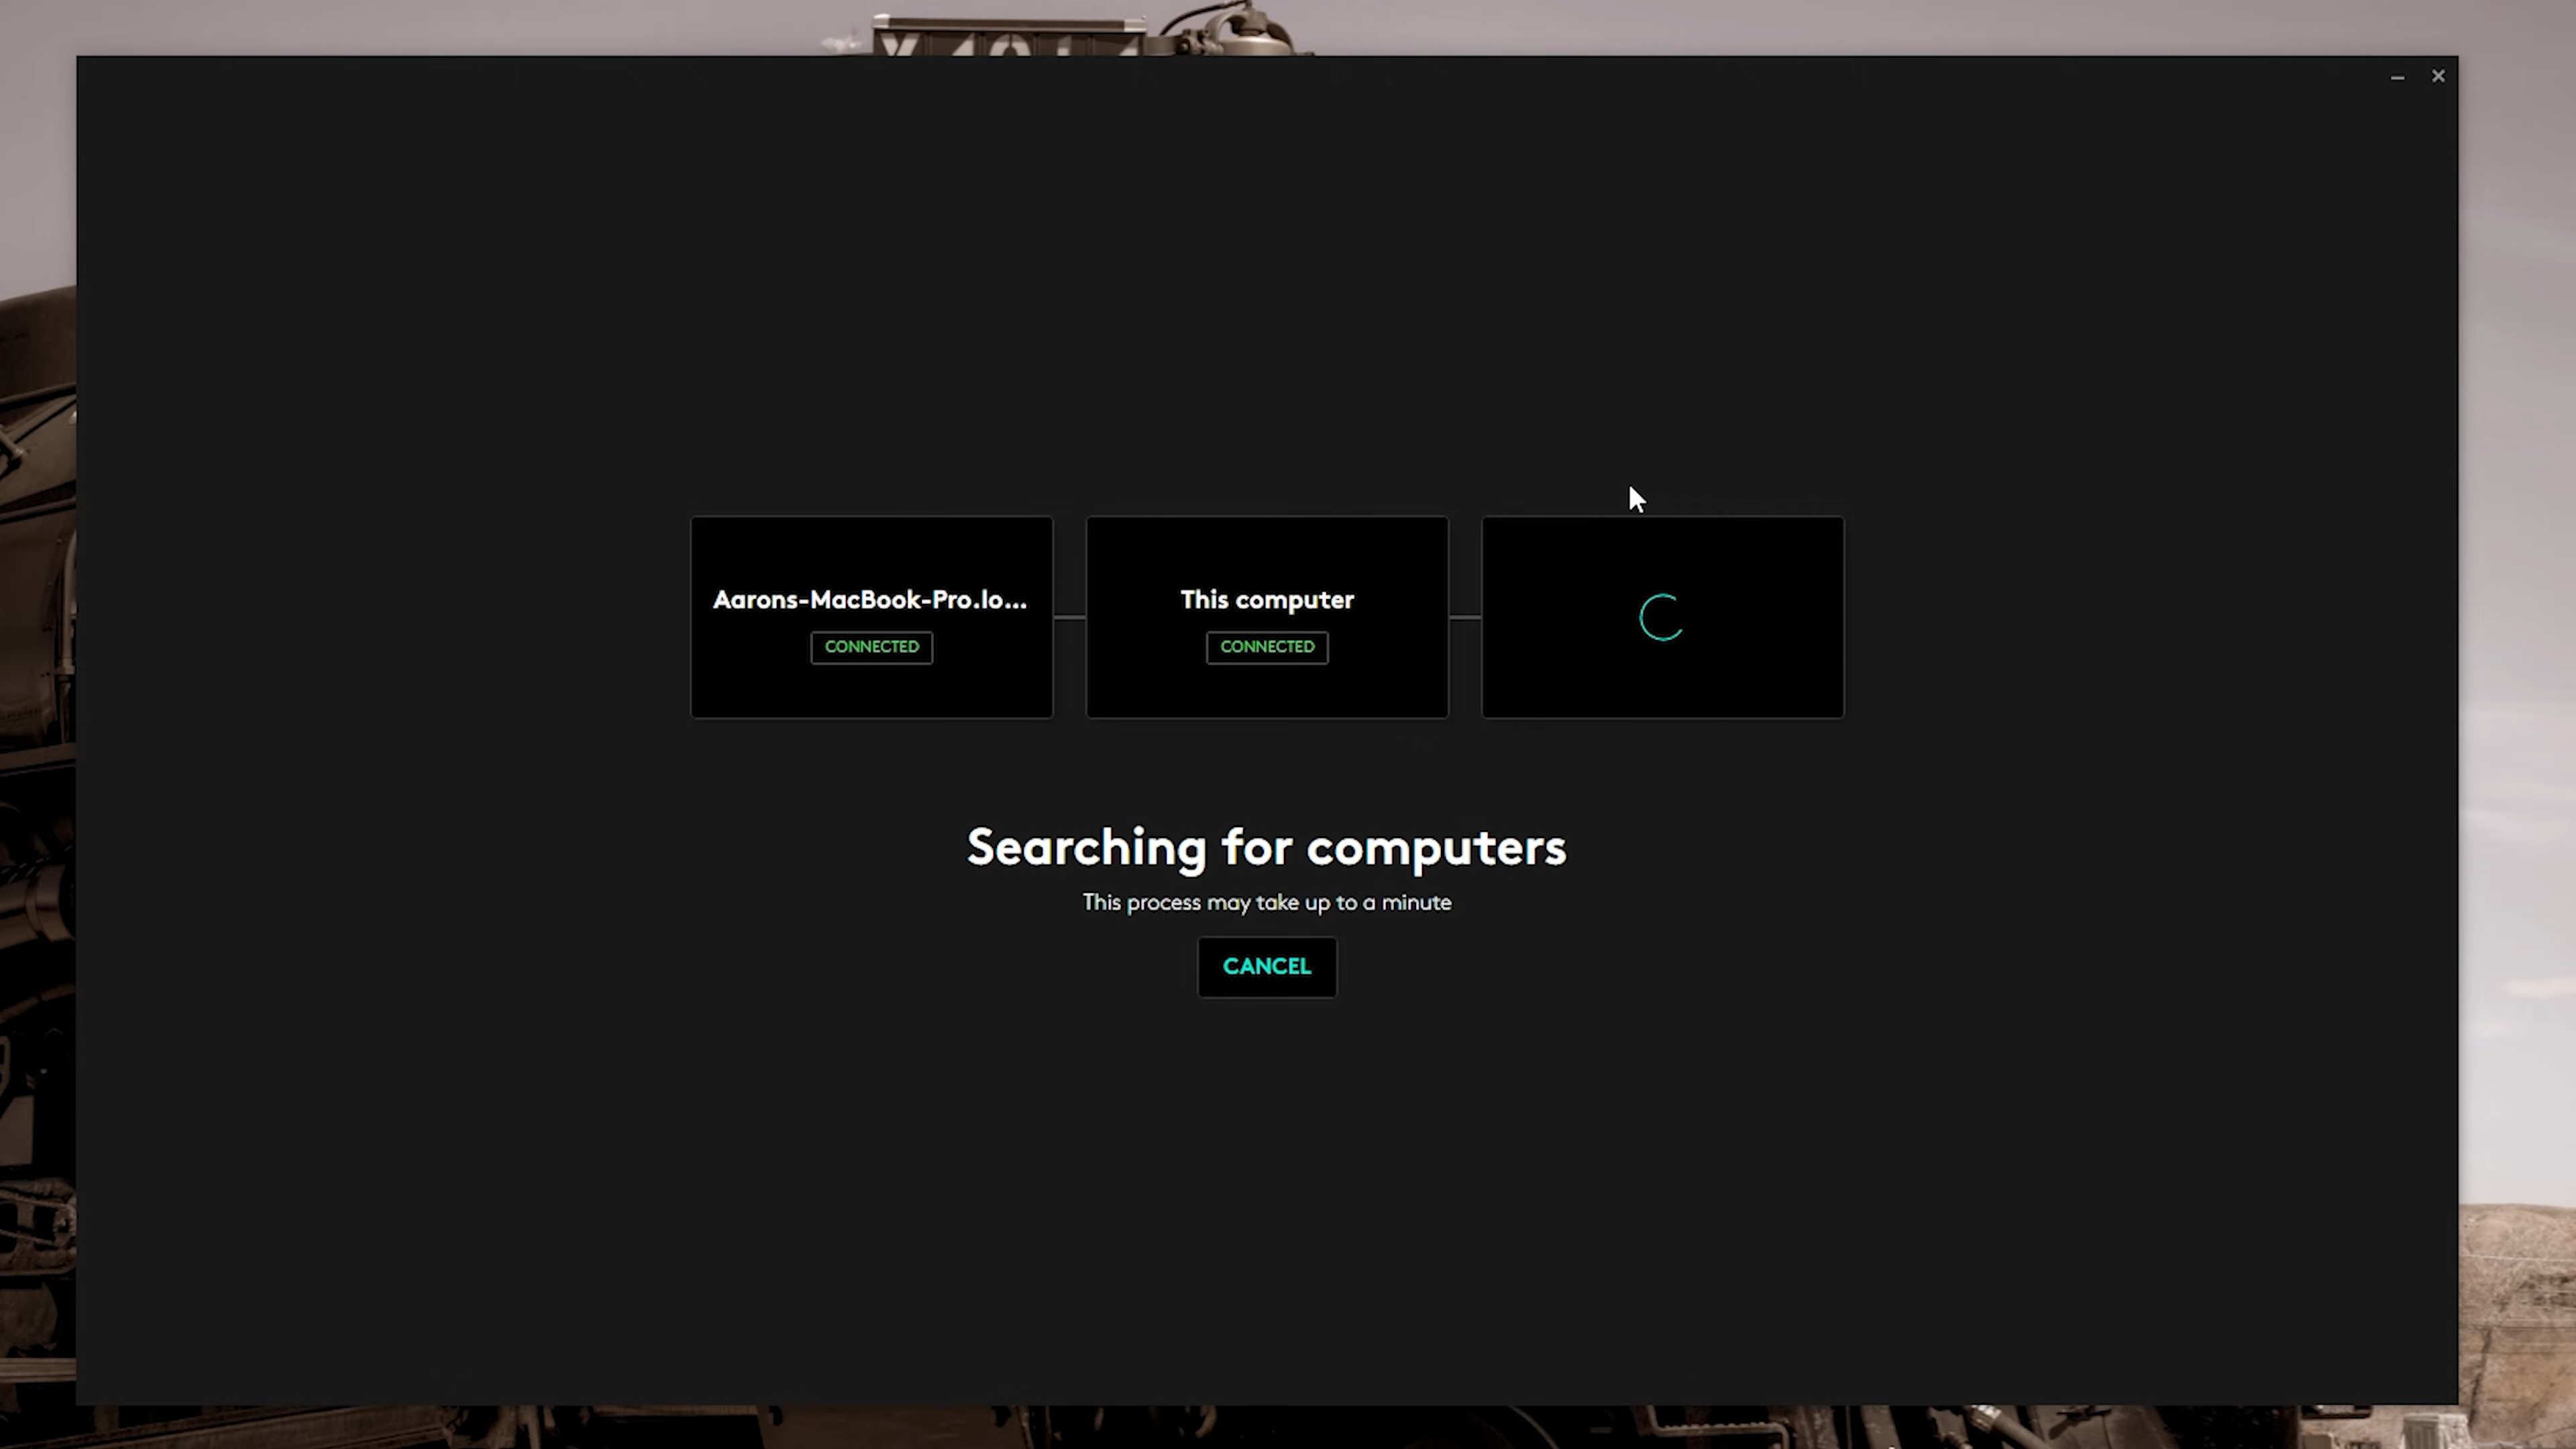 Aarons-MacBook-Pro.lo...
CONNECTED
This computer
CONNECTED
Searching for computers
This process may take up to a minute
CANCEL